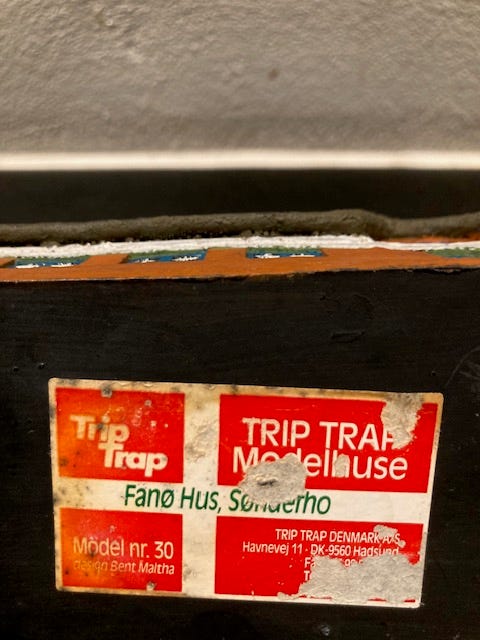 Trip
Trap
TRIP TRAP
Modelhuse
Fanø Hus, Sønderho
Model nr. 30
design Bent Maltha
TRIP TRAP DENMARK A/S
Havnevej 11 · DK-9560 Hadsund